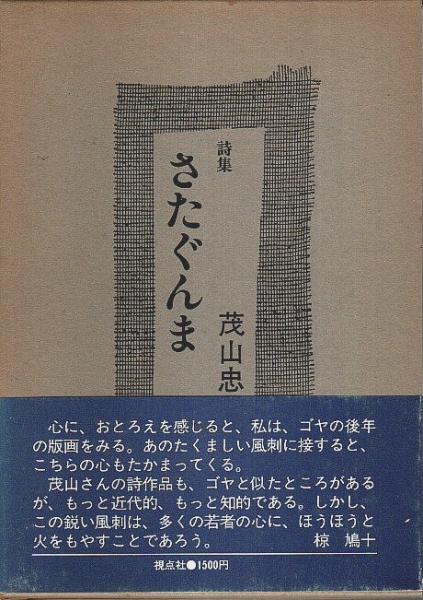 詩集
さたぐんま
茂山忠
心に、おとろえを感じると、私は、ゴヤの後年
の版画をみる。あのたくましい風刺に接すると、
こちらの心もたかまってくる。
茂山さんの詩作品も、ゴヤと似たところがある
が、もっと近代的、もっと知的である。しかし、
この鋭い風刺は、多くの若者の心に、ほうほうと
火をもやすことであろう。 椋 鳩十
視点社●1500円